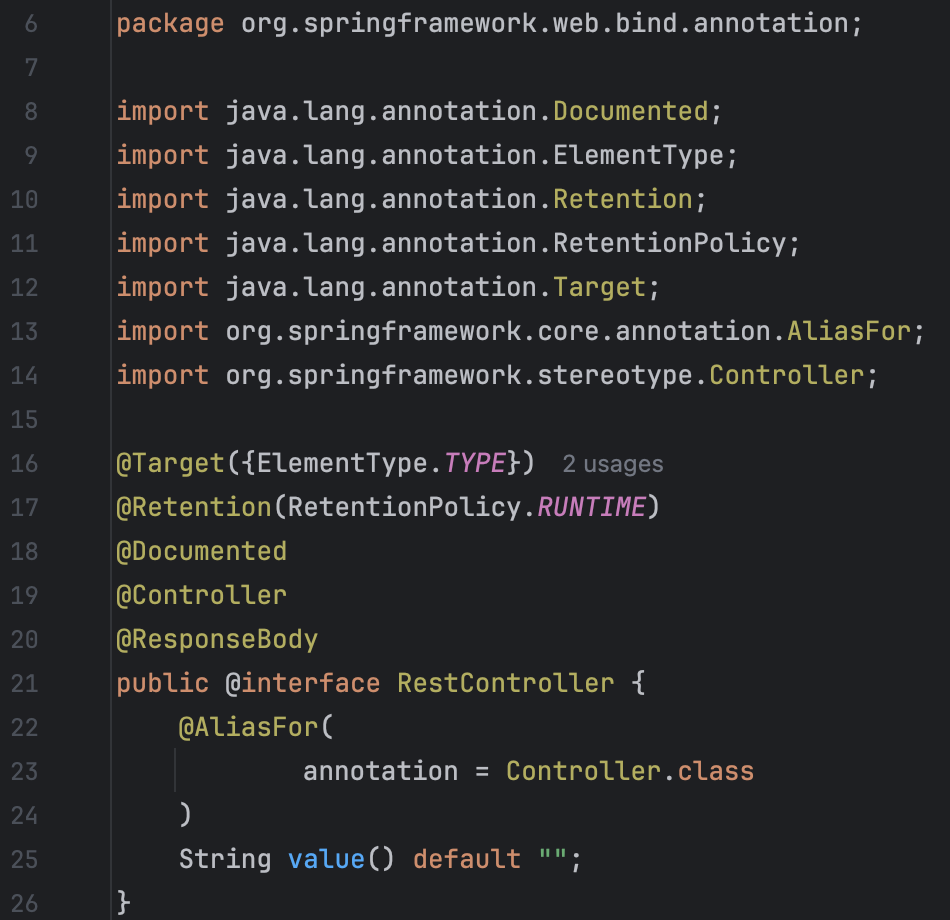 6 package org.springframework.web.bind.annotation;
7
8 import java.lang.annotation.Documented;
9 import java.lang.annotation.ElementType;
10 import java.lang.annotation.Retention;
11 import java.lang.annotation.RetentionPolicy;
12 import java.lang.annotation.Target;
13 import org.springframework.core.annotation.AliasFor;
14 import org.springframework.stereotype.Controller;
15
16 @Target({ElementType.TYPE}) 2 usages
17 @Retention(RetentionPolicy.RUNTIME)
18 @Documented
19 @Controller
20 @ResponseBody
21 public @interface RestController {
22     @AliasFor(
23             annotation = Controller.class
24     )
25     String value() default "";
26 }